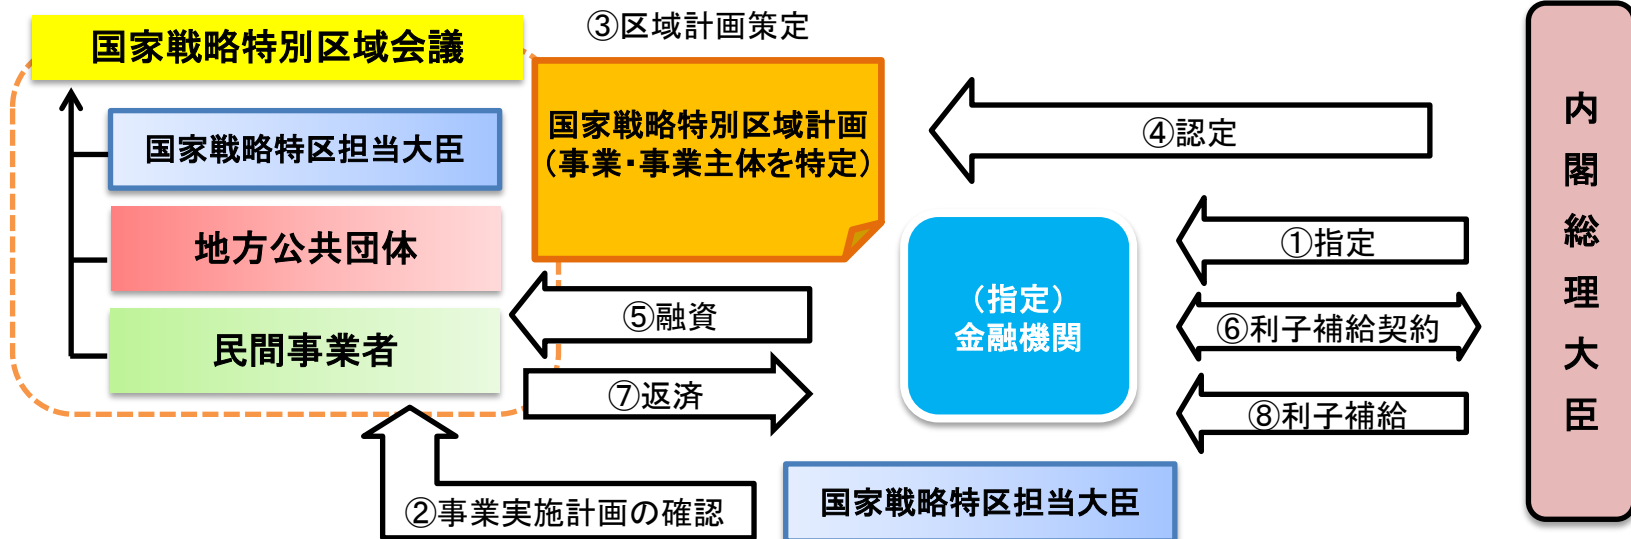 ③区域計画策定
国家戦略特別区域会議
国家戦略特区担当大臣
地方公共団体
民間事業者
国家戦略特別区域計画
（事業・事業主体を特定）
④認定
①指定
（指定）
金融機関
⑤融資
⑥利子補給契約
⑦返済
⑧利子補給
②事業実施計画の確認
国家戦略特区担当大臣
内閣総理大臣